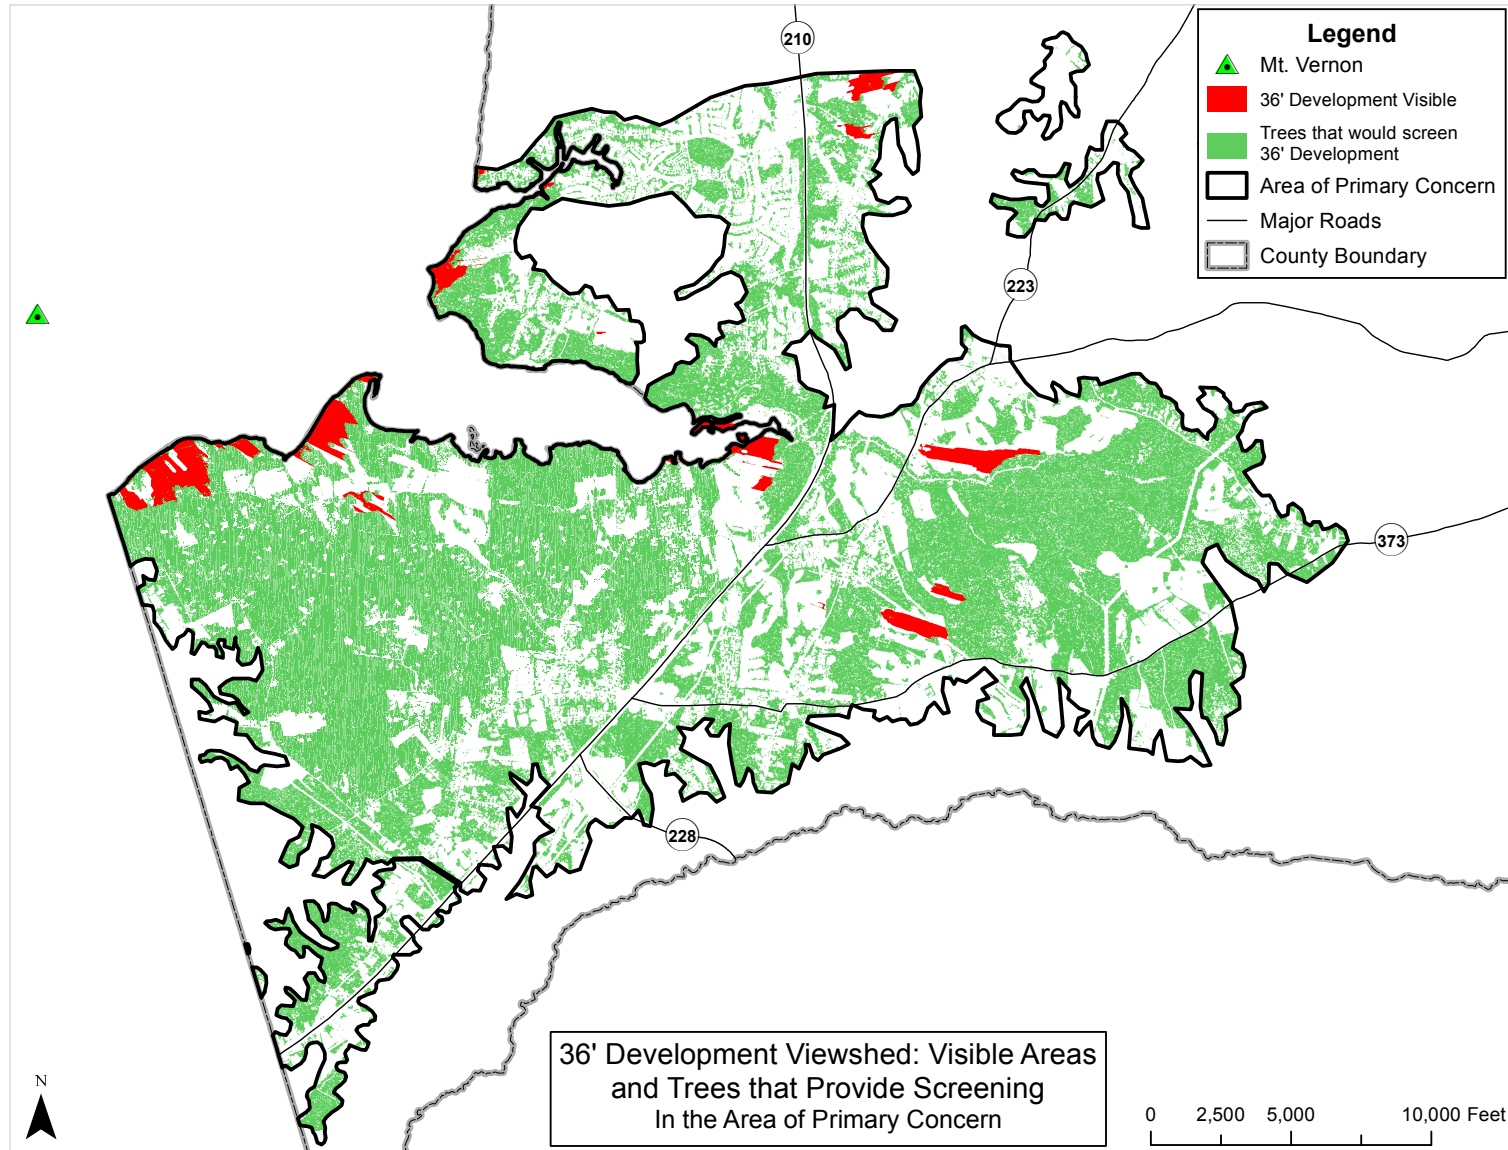 210
Legend
Mt. Vernon
36' Development Visible
Trees that would screen
36' Development
Area of Primary Concern
Major Roads
County Boundary
223
373
228
36' Development Viewshed: Visible Areas
and Trees that Provide Screening
In the Area of Primary Concern
N
0 2,500 5,000 10,000 Feet